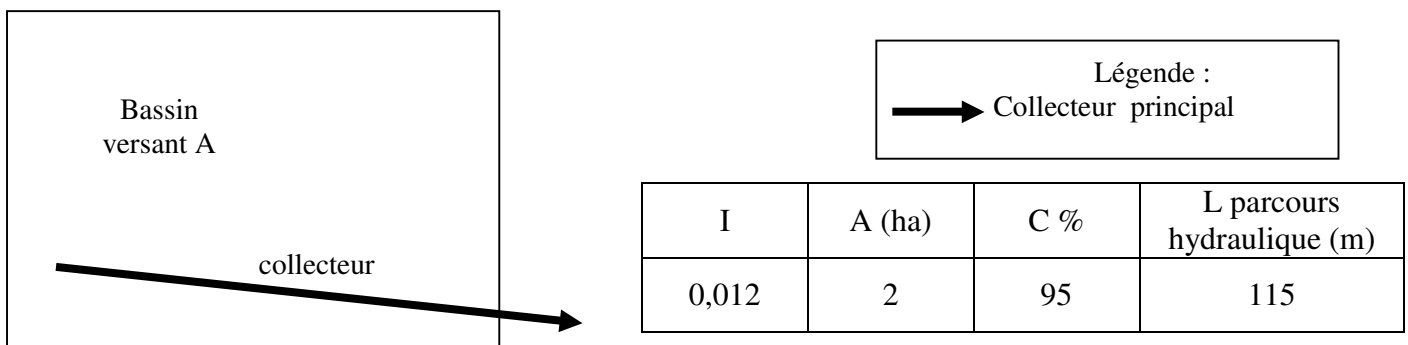 Bassin
versant A
collecteur
Légende :
Collecteur principal
I A (ha) C % L parcours
hydraulique (m)
0,012 2 95 115